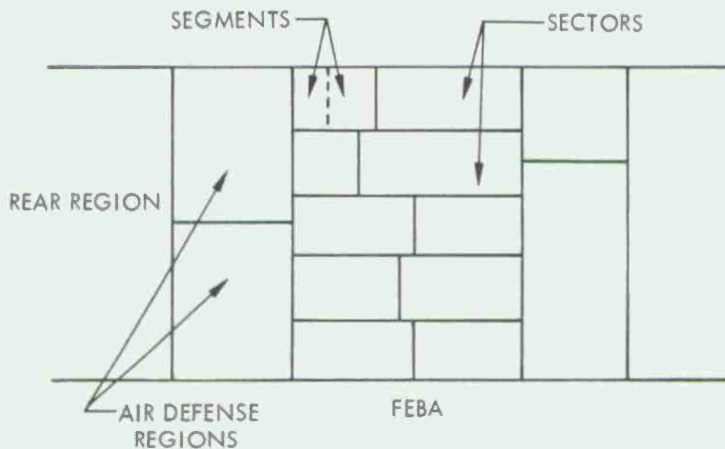 SEGMENTS
SECTORS
REAR REGION
AIR DEFENSE
REGIONS
FEBA